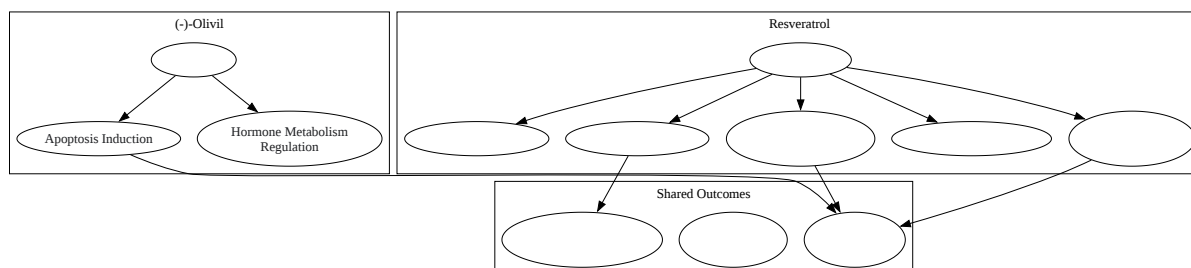 (-)-Olivil
Resveratrol
Apoptosis Induction
Hormone Metabolism
Regulation
Shared Outcomes